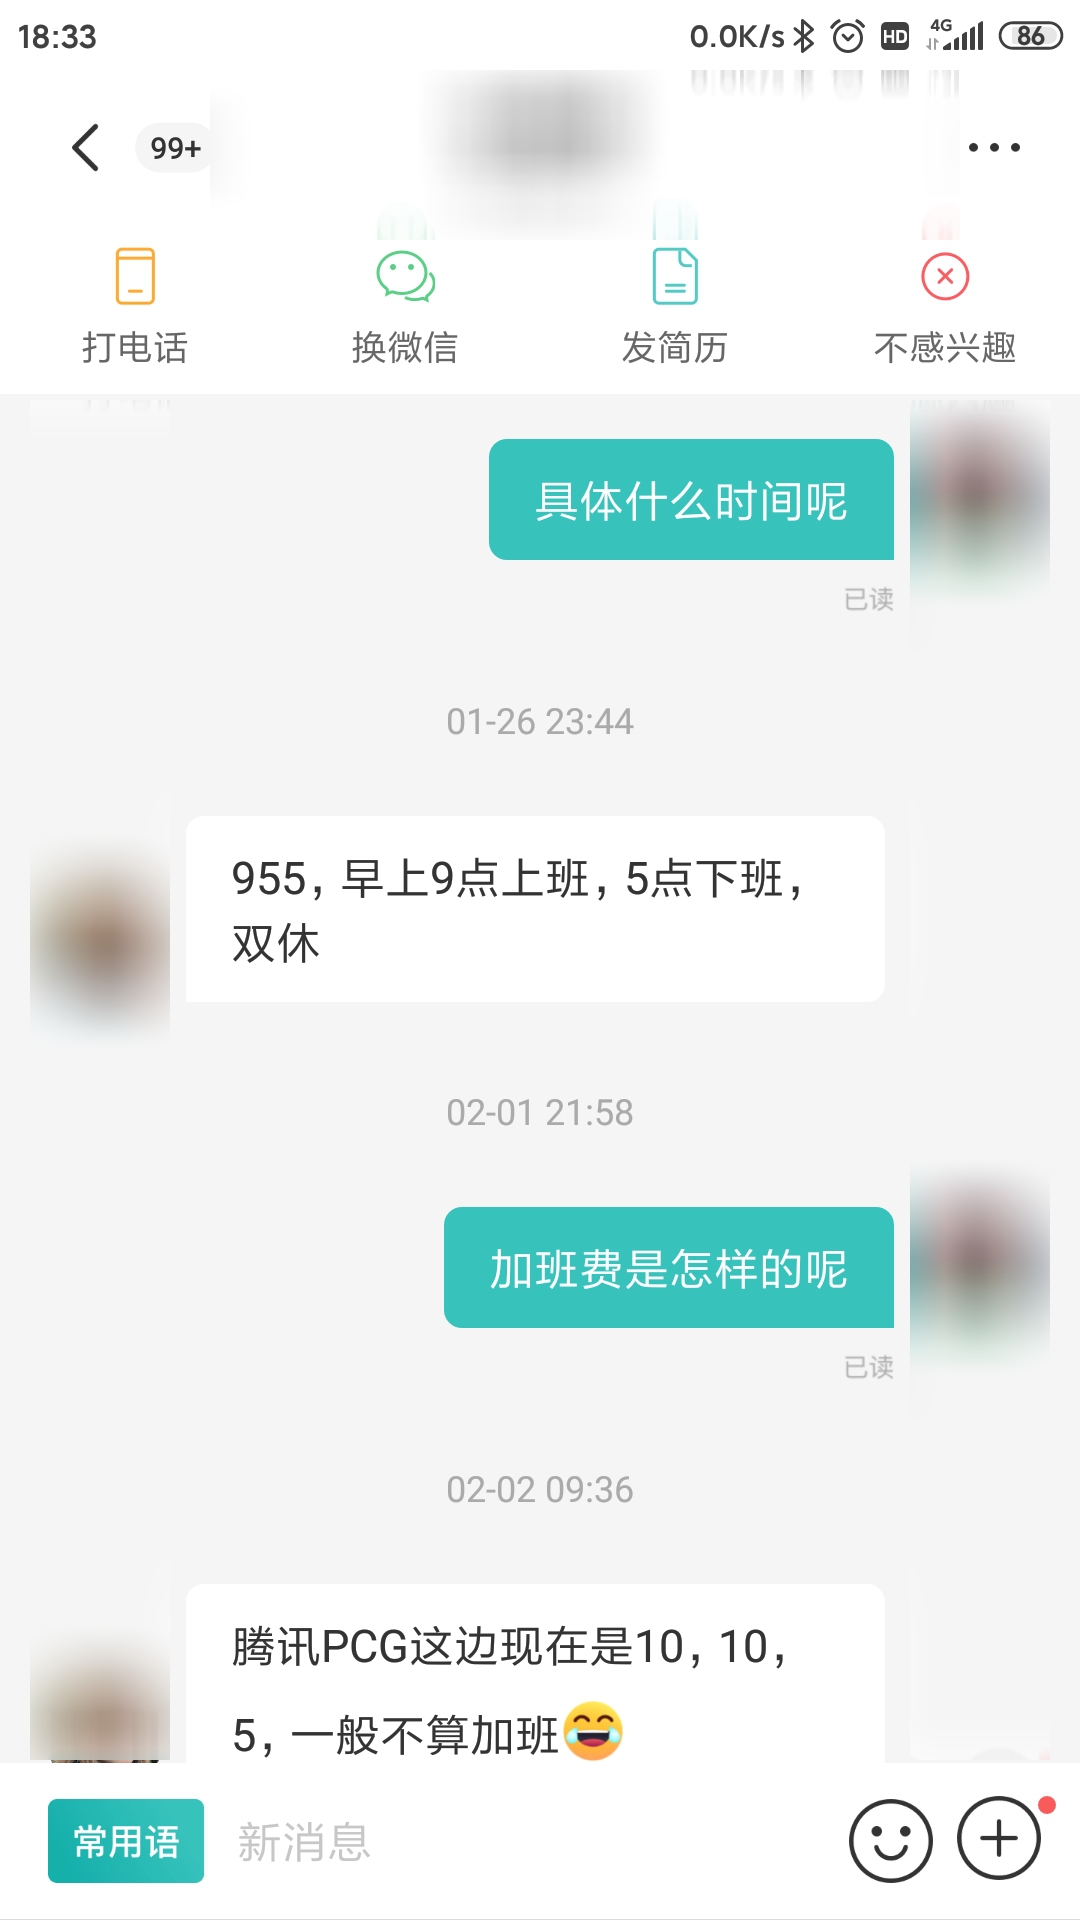 18:33
0.0K/s HD 4G 86
99+
打电话 换微信 发简历 不感兴趣
具体什么时间呢
已读
01-26 23:44
955，早上9点上班，5点下班，
双休
02-01 21:58
加班费是怎样的呢
已读
02-02 09:36
腾讯PCG这边现在是10，10，
5，一般不算加班😂
常用语 新消息